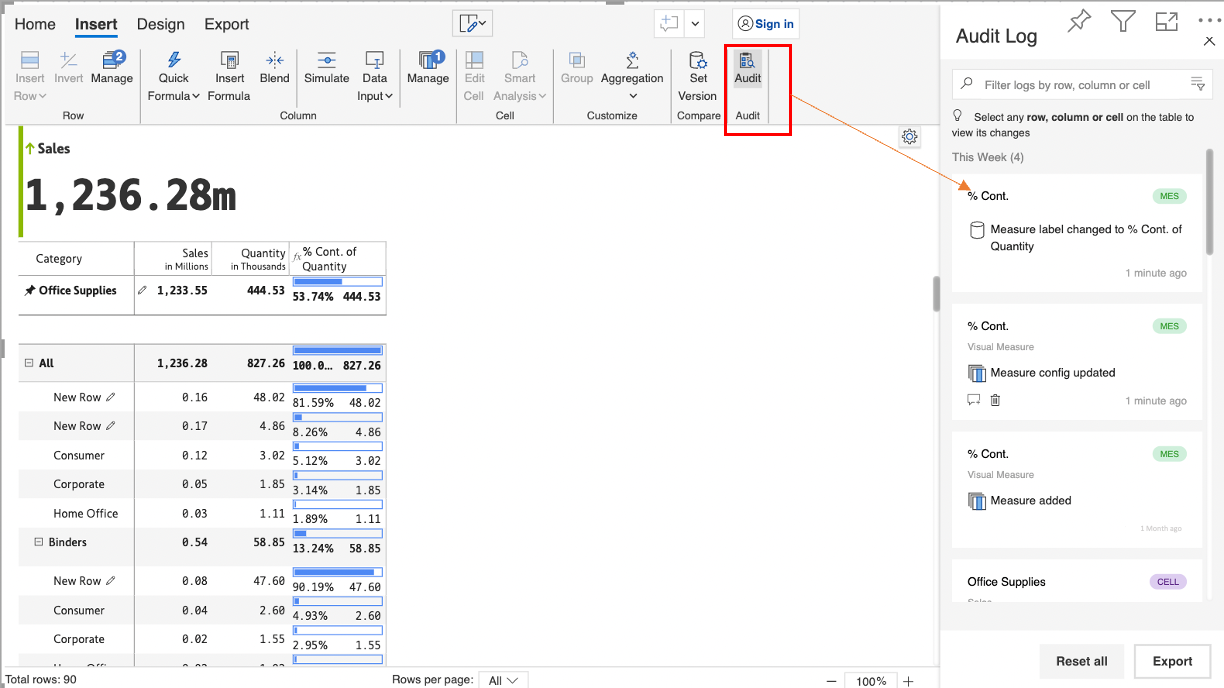 Home Insert Design Export
Sign in
Insert
Row
Insert
2
Manage
Row
Quick
Formula
Insert
Formula
Blend
Simulate
Data
Input
1
Manage
Column
Edit
Cell
Smart
Analysis
Cell
Group
Aggregation
Customize
Set
Version
Compare
Audit
Audit
Sales
1,236.28m
Category
Sales
in Millions
Quantity
in Thousands
fx % Cont. of
Quantity
Office Supplies 1,233.55 444.53 53.74% 444.53
All 1,236.28 827.26 100.0... 827.26
New Row 0.16 48.02 81.59% 48.02
New Row 0.17 4.86 8.26% 4.86
Consumer 0.12 3.02 5.12% 3.02
Corporate 0.05 1.85 3.14% 1.85
Home Office 0.03 1.11 1.89% 1.11
Binders 0.54 58.85 13.24% 58.85
New Row 0.08 47.60 90.19% 47.60
Consumer 0.04 2.60 4.93% 2.60
Corporate 0.02 1.55 2.95% 1.55
Total rows: 90 Rows per page: All 100%
Audit Log
Filter logs by row, column or cell
Select any row, column or cell on the table to
view its changes
This Week (4)
% Cont. MES
Measure label changed to % Cont. of
Quantity
1 minute ago
% Cont. MES
Visual Measure
Measure config updated
1 minute ago
% Cont. MES
Visual Measure
Measure added
1 Month ago
Office Supplies CELL
Reset all Export